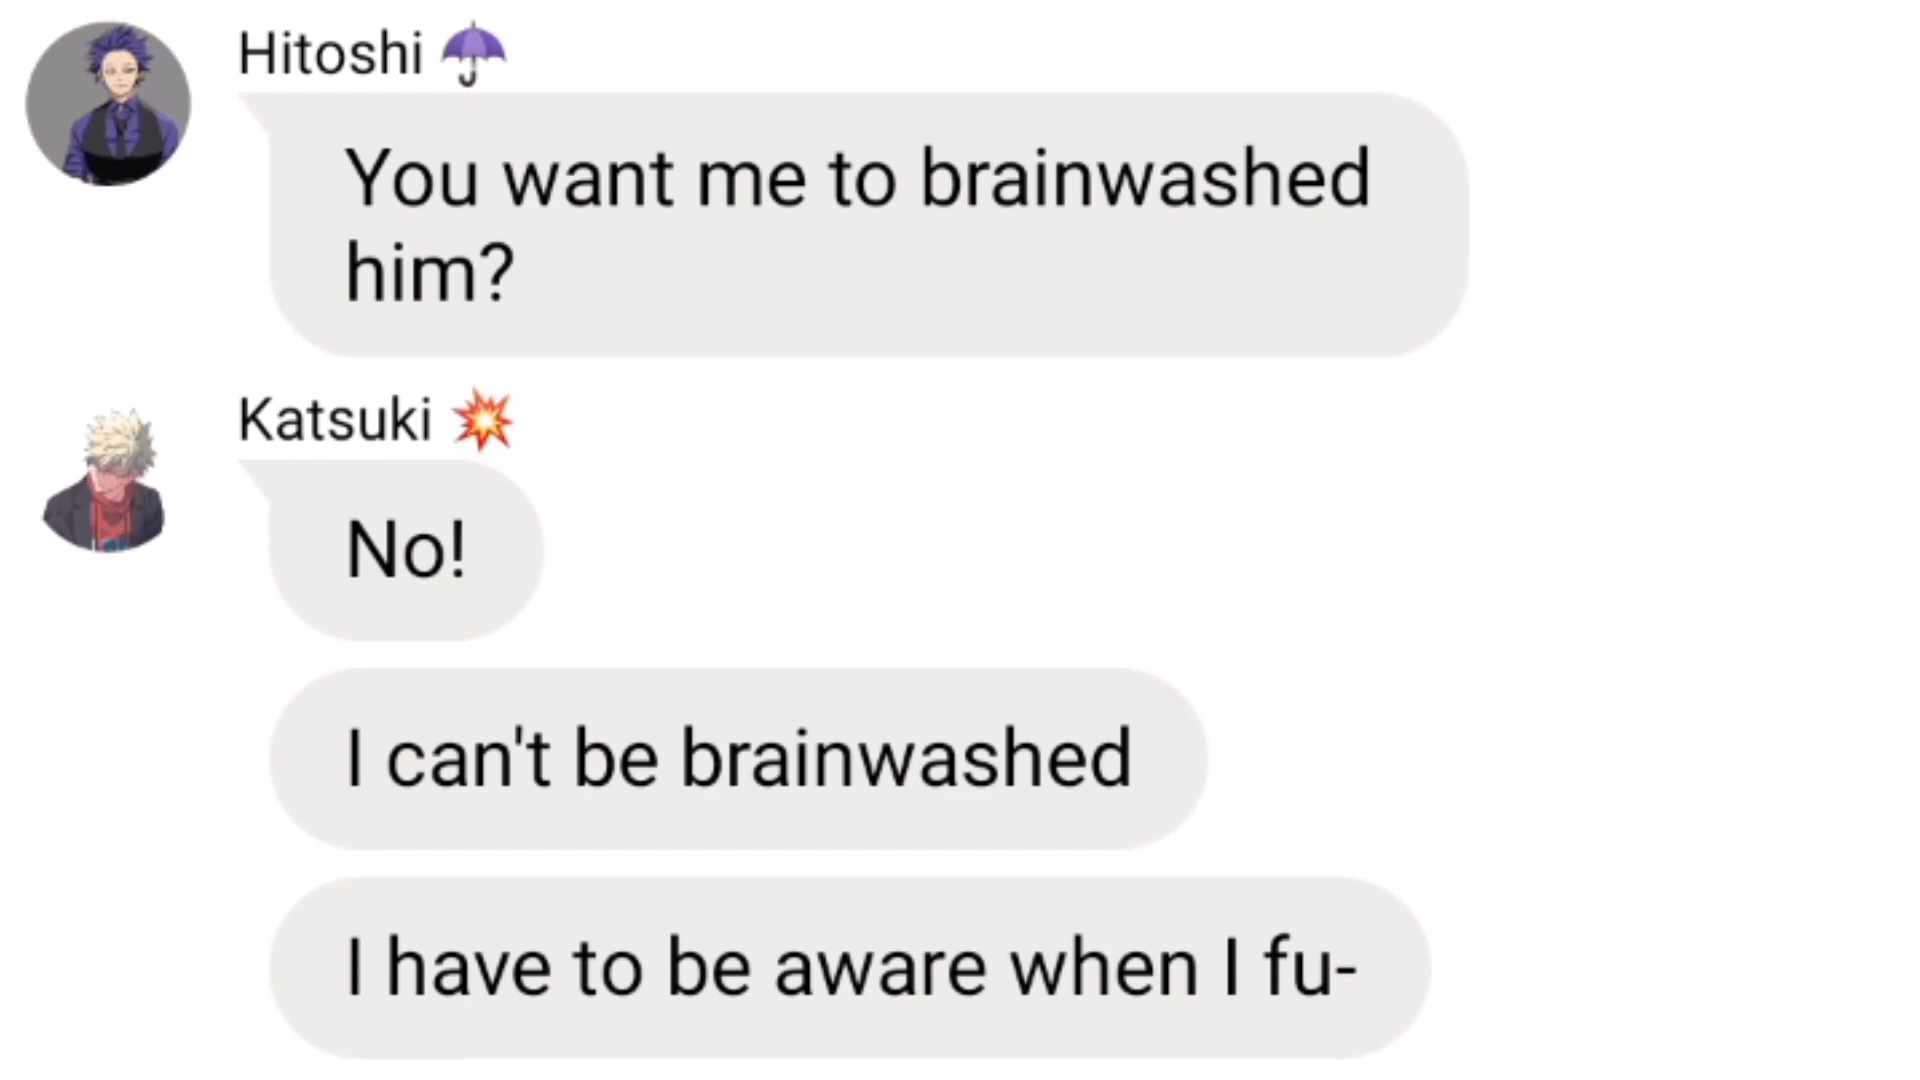 Hitoshi ☂
You want me to brainwashed
him?
Katsuki 💥
No!
I can't be brainwashed
I have to be aware when I fu-